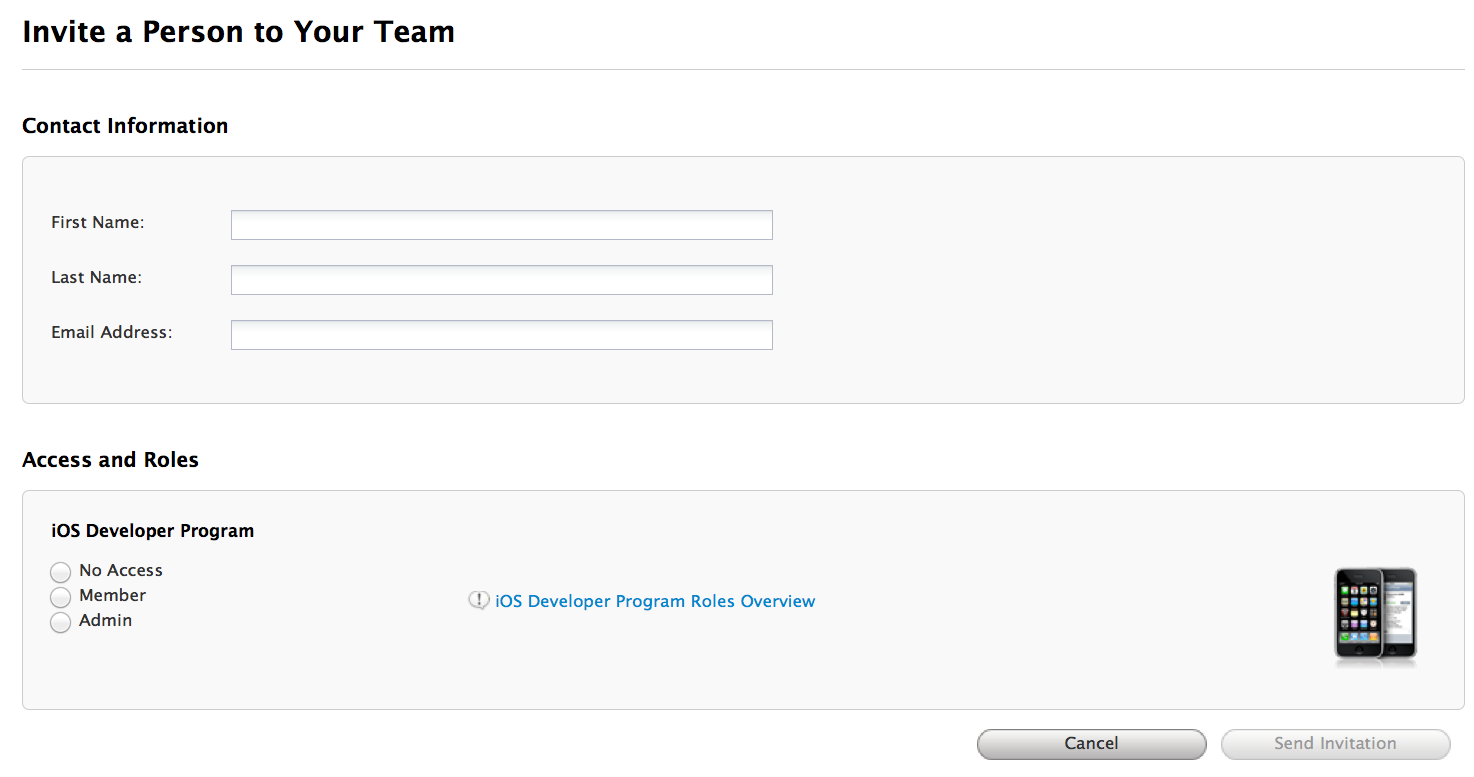 Invite a Person to Your Team
Contact Information
First Name:
Last Name:
Email Address:
Access and Roles
iOS Developer Program
No Access
Member
Admin
iOS Developer Program Roles Overview
Cancel
Send Invitation